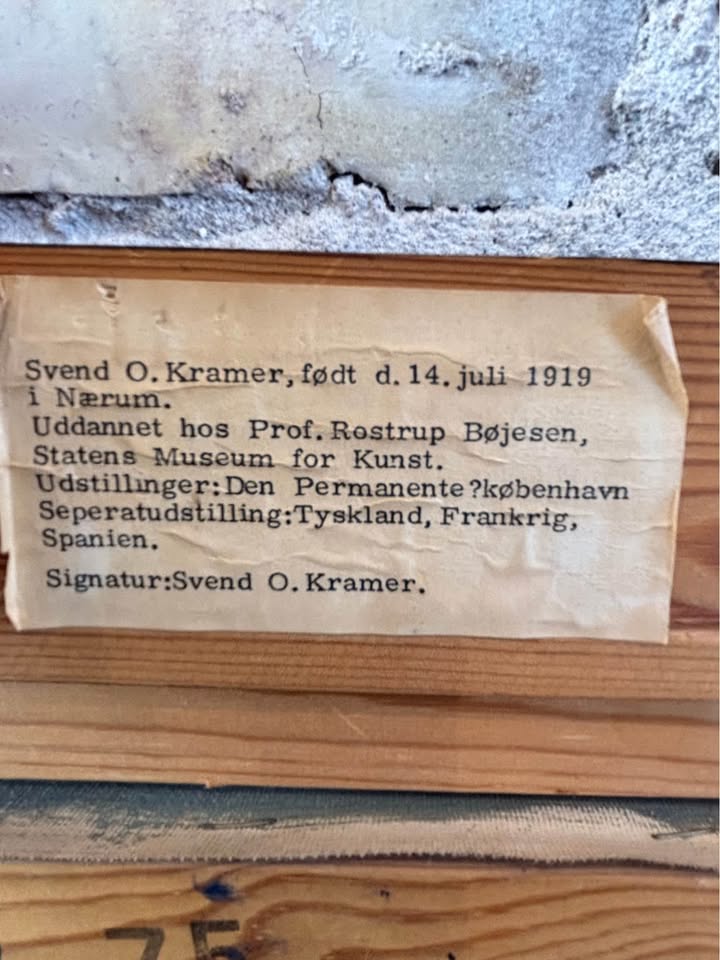 Svend O. Kramer, født d. 14. juli 1919
i Nærum.
Uddannet hos Prof. Rostrup Bøjesen,
Statens Museum for Kunst.
Udstillinger:Den Permanente?københavn
Seperatudstilling:Tyskland, Frankrig,
Spanien.
Signatur:Svend O. Kramer.
75